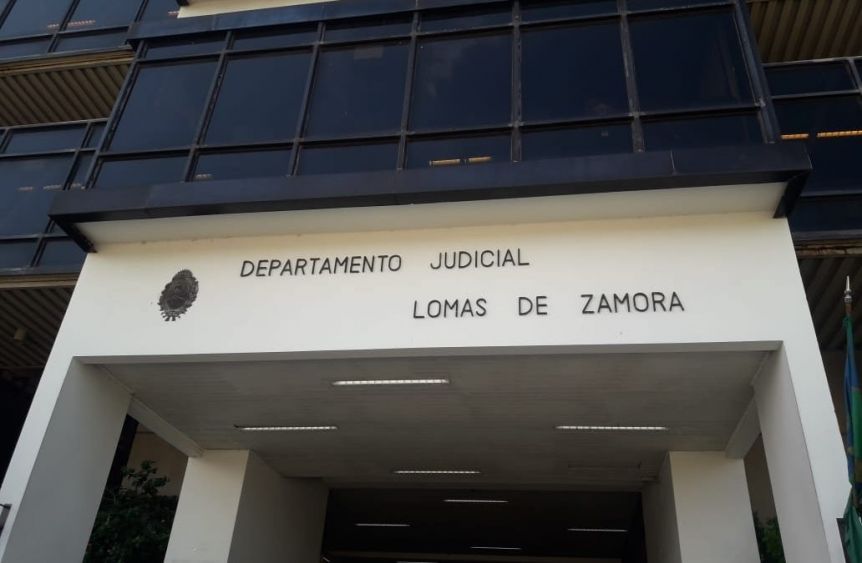 DEPARTAMENTO JUDICIAL
LOMAS DE ZAMORA